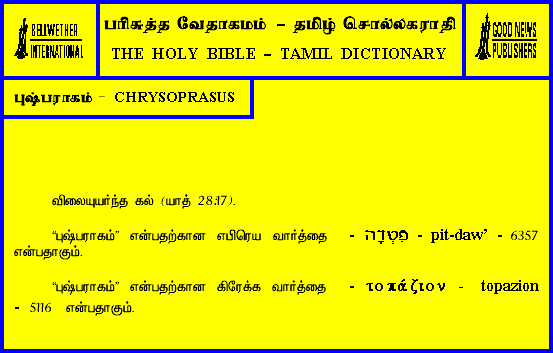 BELLWETHER
INTERNATIONAL
பரிசுத்த வேதாகமம் – தமிழ் சொல்லகராதி
THE HOLY BIBLE – TAMIL DICTIONARY
GOOD NEWS
PUBLISHERS
புஷ்பராகம் – CHRYSOPRASUS
விலையுயர்ந்த கல் (யாத் 28:17).
“புஷ்பராகம்” என்பதற்கான எபிரெய வார்த்தை - פִּטְדָה - pit-daw’ - 6357
என்பதாகும்.
“புஷ்பராகம்” என்பதற்கான கிரேக்க வார்த்தை - τοπάζιον - topazion
- 5116 என்பதாகும்.